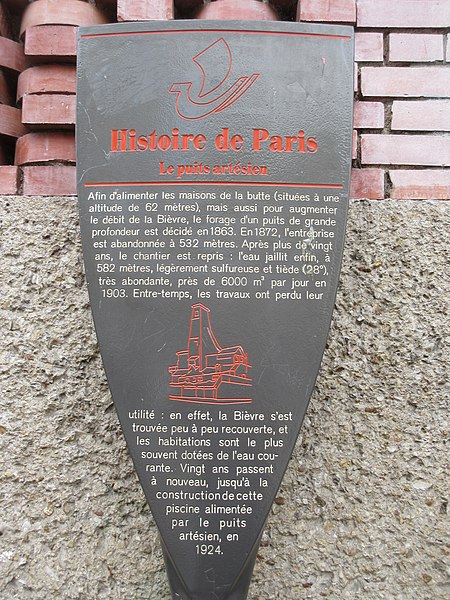 Histoire de Paris
Le puits artésien
Afin d'alimenter les maisons de la butte (situées à une
altitude de 62 mètres), mais aussi pour augmenter
le débit de la Bièvre, le forage d'un puits de grande
profondeur est décidé en 1863. En 1872, l'entreprise
est abandonnée à 532 mètres. Après plus de vingt
ans, le chantier est repris : l'eau jaillit enfin, à
582 mètres, légèrement sulfureuse et tiède (28°),
très abondante, près de 6000 m³ par jour en
1903. Entre-temps, les travaux ont perdu leur
utilité : en effet, la Bièvre s'est
trouvée peu à peu recouverte, et
les habitations sont le plus
souvent dotées de l'eau cou-
rante. Vingt ans passent
à nouveau, jusqu'à la
construction de cette
piscine alimentée
par le puits
artésien, en
1924.